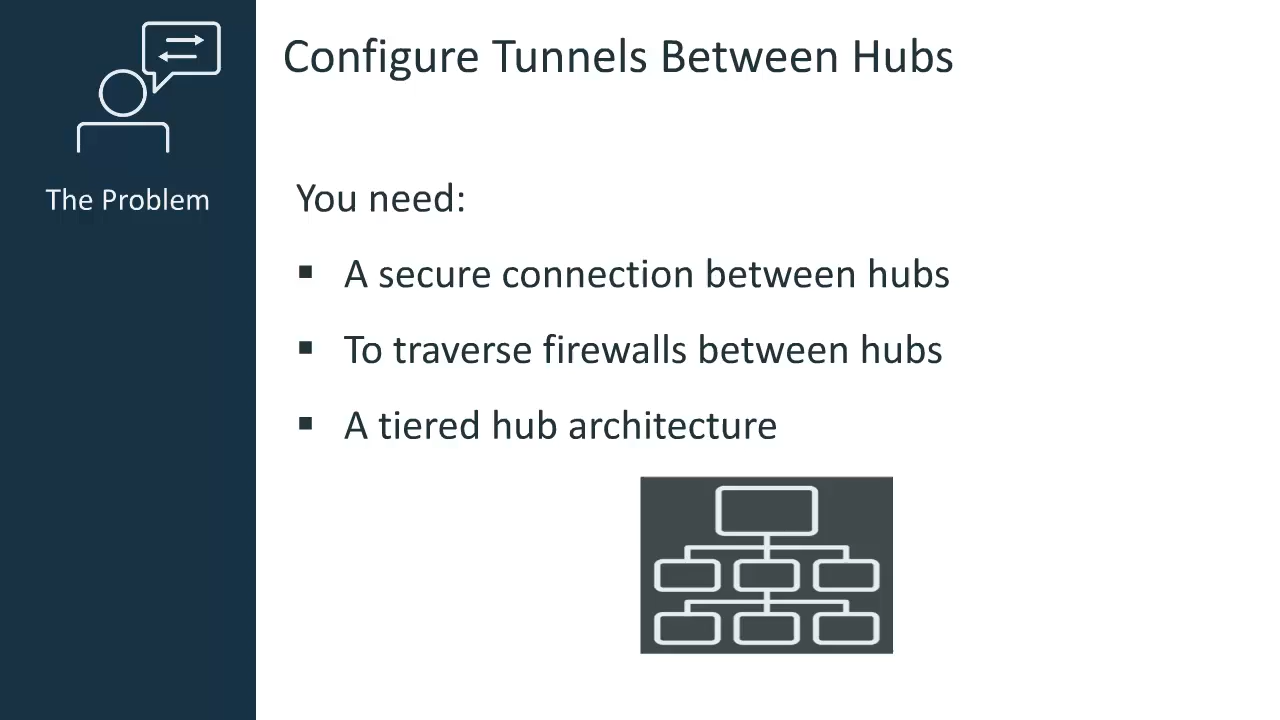 Configure Tunnels Between Hubs
The Problem
You need:
▪ A secure connection between hubs
▪ To traverse firewalls between hubs
▪ A tiered hub architecture